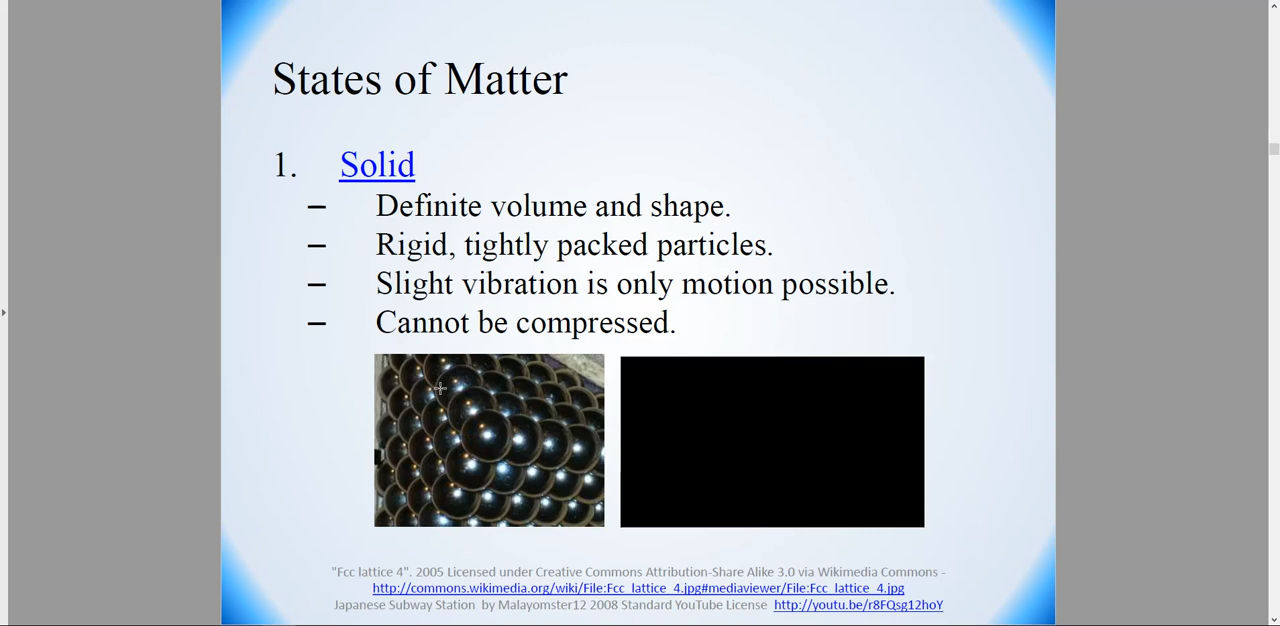 States of Matter
1. Solid
– Definite volume and shape.
– Rigid, tightly packed particles.
– Slight vibration is only motion possible.
– Cannot be compressed.
"Fcc lattice 4". 2005 Licensed under Creative Commons Attribution-Share Alike 3.0 via Wikimedia Commons -
http://commons.wikimedia.org/wiki/File:Fcc_lattice_4.jpg#mediaviewer/File:Fcc_lattice_4.jpg
Japanese Subway Station by Malayomster12 2008 Standard YouTube License http://youtu.be/r8FQsg12hoY